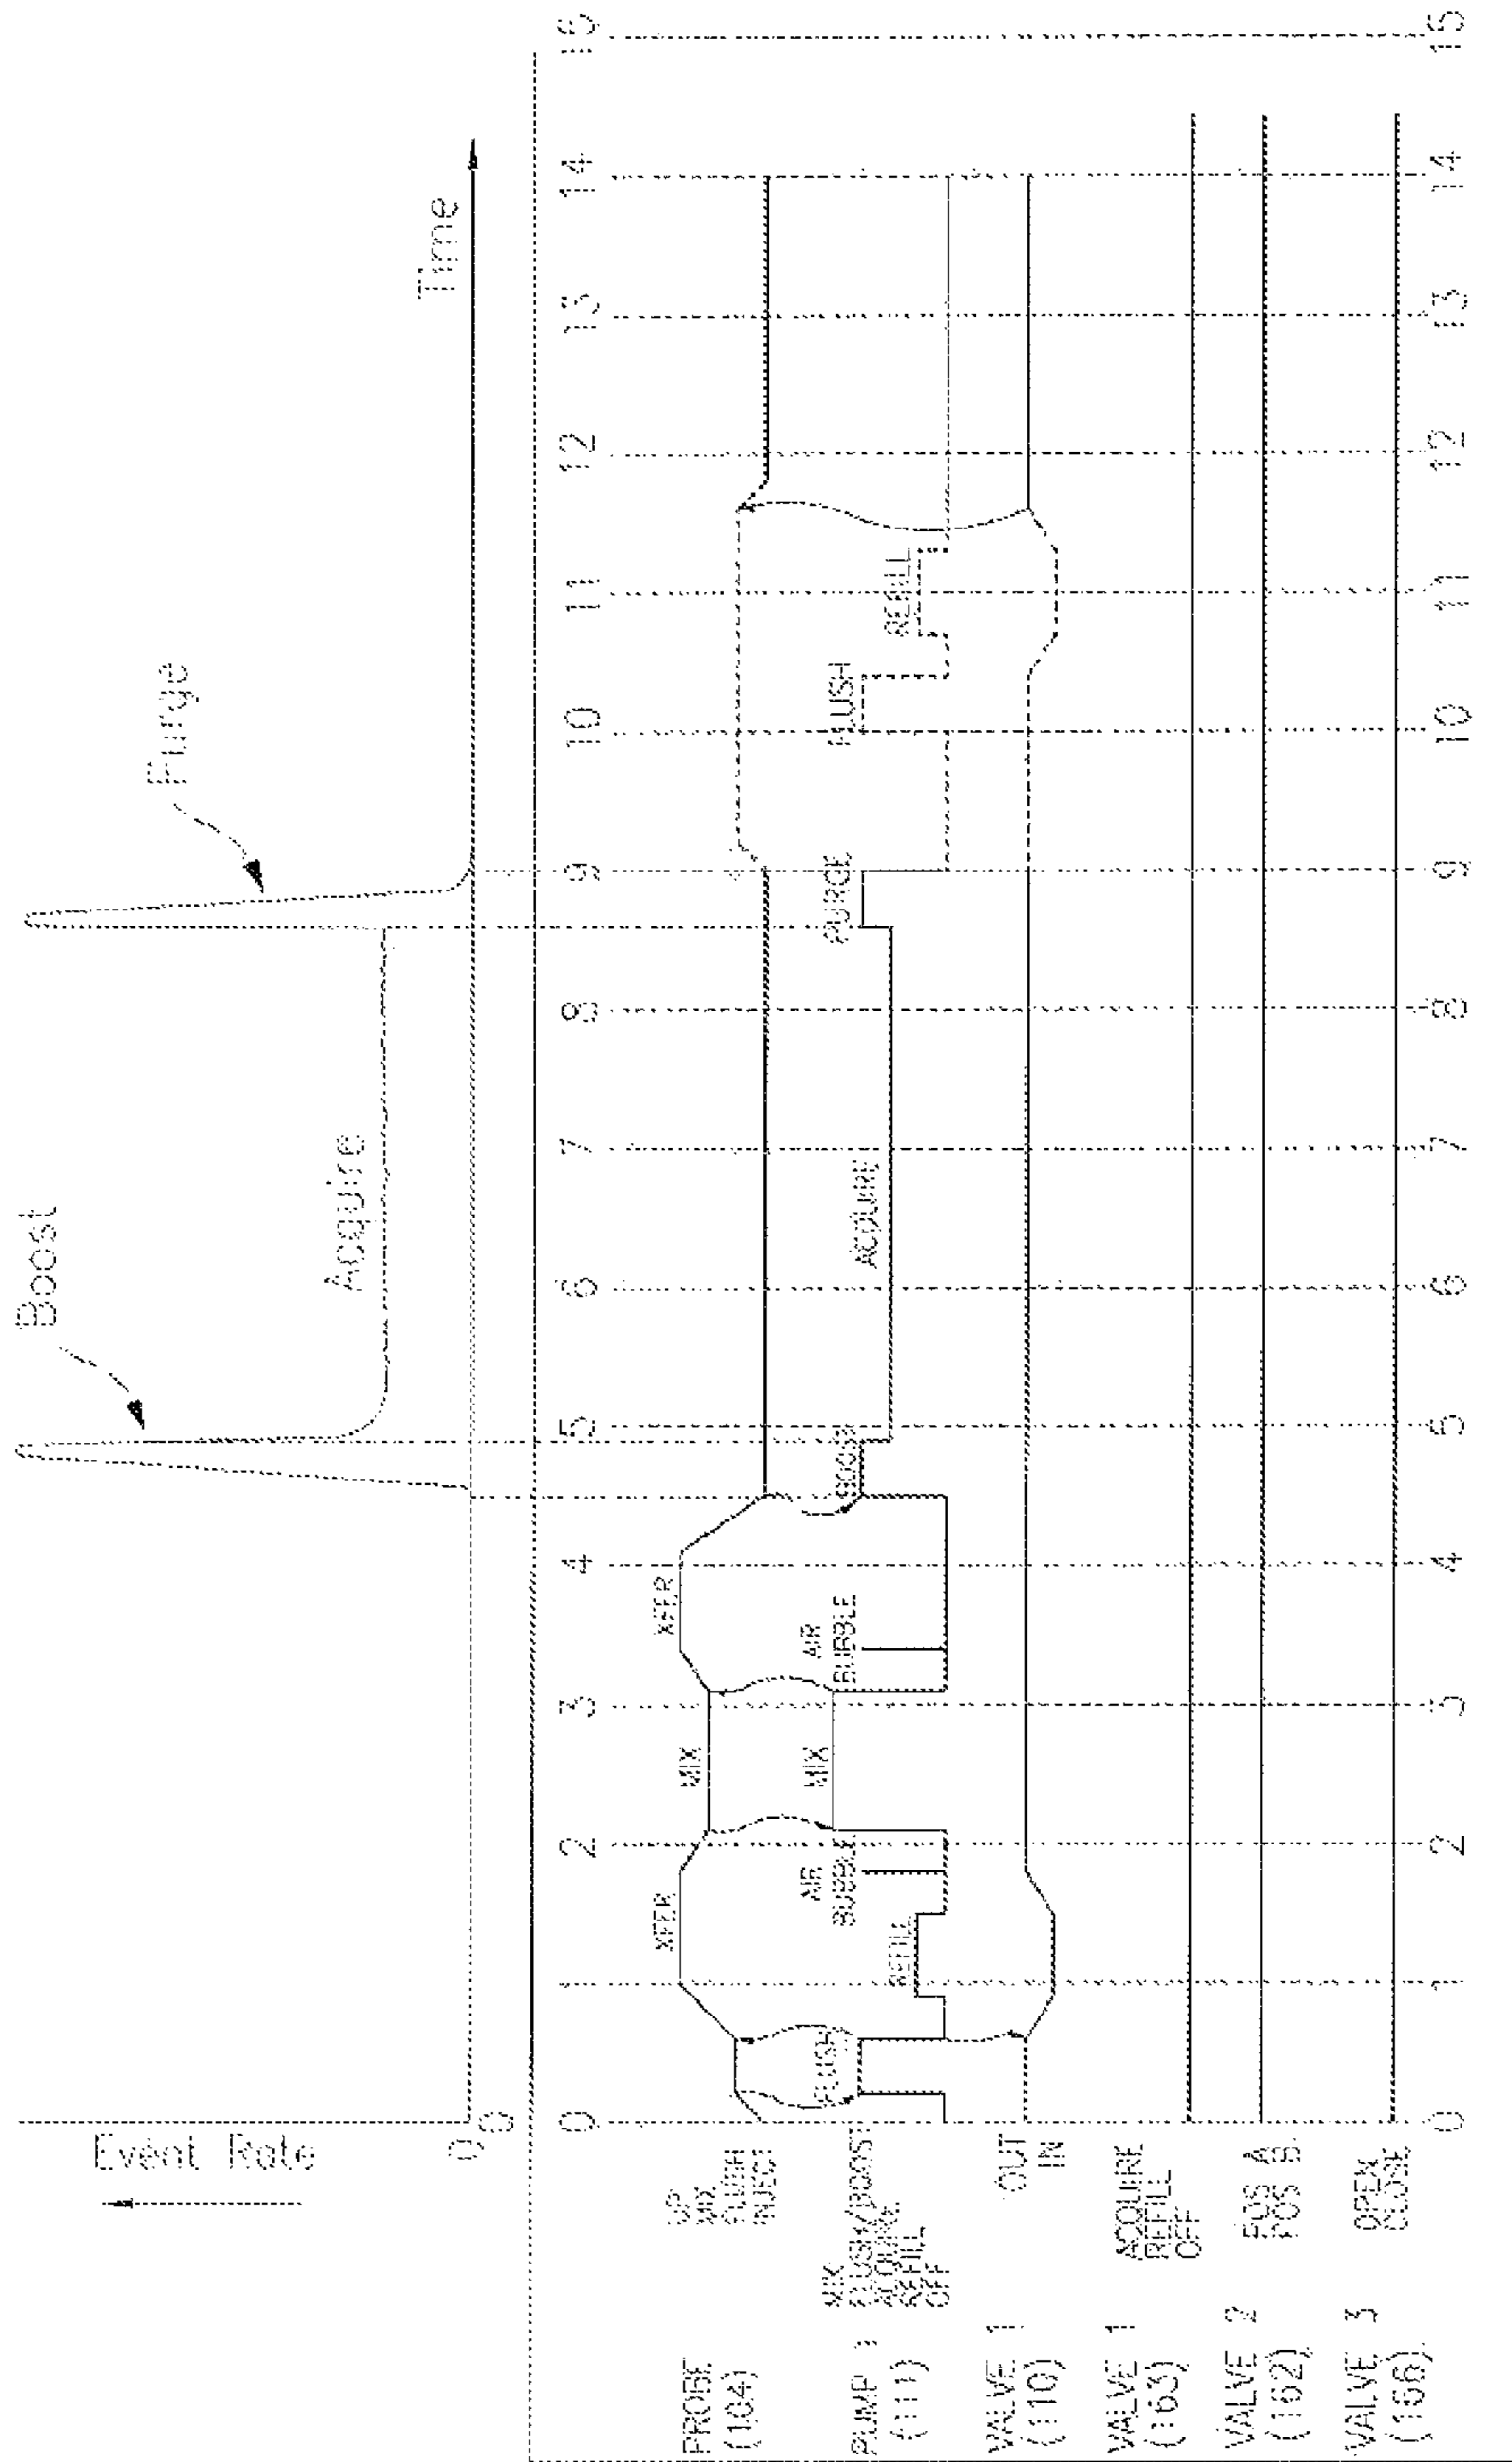 Boost
Purge
Event Rate
Acquire
Time
0
0
0 1 2 3 4 5 6 7 8 9 10 11 12 13 14 15
PROBE
(104)
UP
MIX
FLUSH
INJECT
XFER
MIX
XFER
PUMP 1
(111)
MIX
FLUSH/BOOST
ACQUIRE
REFILL
OFF
FLUSH
REFILL
AIR
BUBBLE
MIX
AIR
BUBBLE
BOOST
ACQUIRE
PURGE
FLUSH
REFILL
VALVE 1
(110)
OUT
IN
VALVE 1
(163)
ACQUIRE
REFILL
OFF
VALVE 2
(162)
POS A
POS B
VALVE 3
(166)
OPEN
CLOSE
0 1 2 3 4 5 6 7 8 9 10 11 12 13 14 15